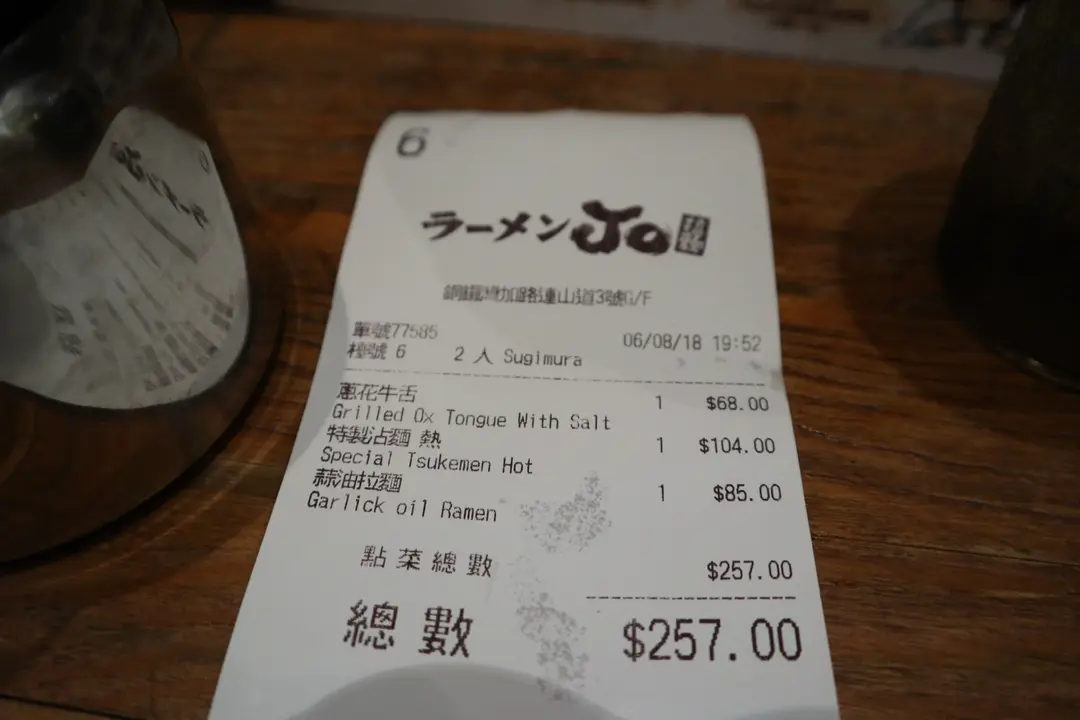 6
ラーメン Jo
銅鑼灣加路連山道3號G/F
單號77585
06/08/18 19:52
檯號 6 2 人 Sugimura
蔥花牛舌 1 $68.00
Grilled Ox Tongue With Salt
特製沾麵 熱 1 $104.00
Special Tsukemen Hot
蒜油拉麵 1 $85.00
Garlick oil Ramen
點菜總數 $257.00
總數 $257.00